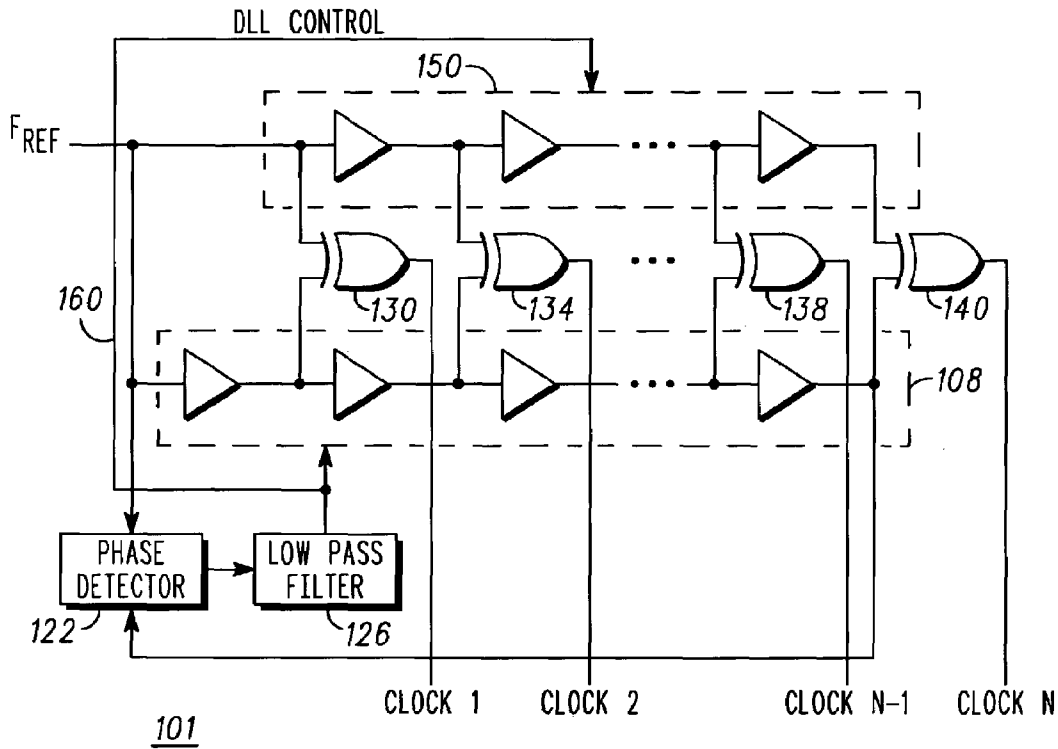 DLL CONTROL
150
FREF
160
130
134
138
140
108
PHASE
DETECTOR
LOW PASS
FILTER
122
126
CLOCK 1
CLOCK 2
CLOCK N-1
CLOCK N
101